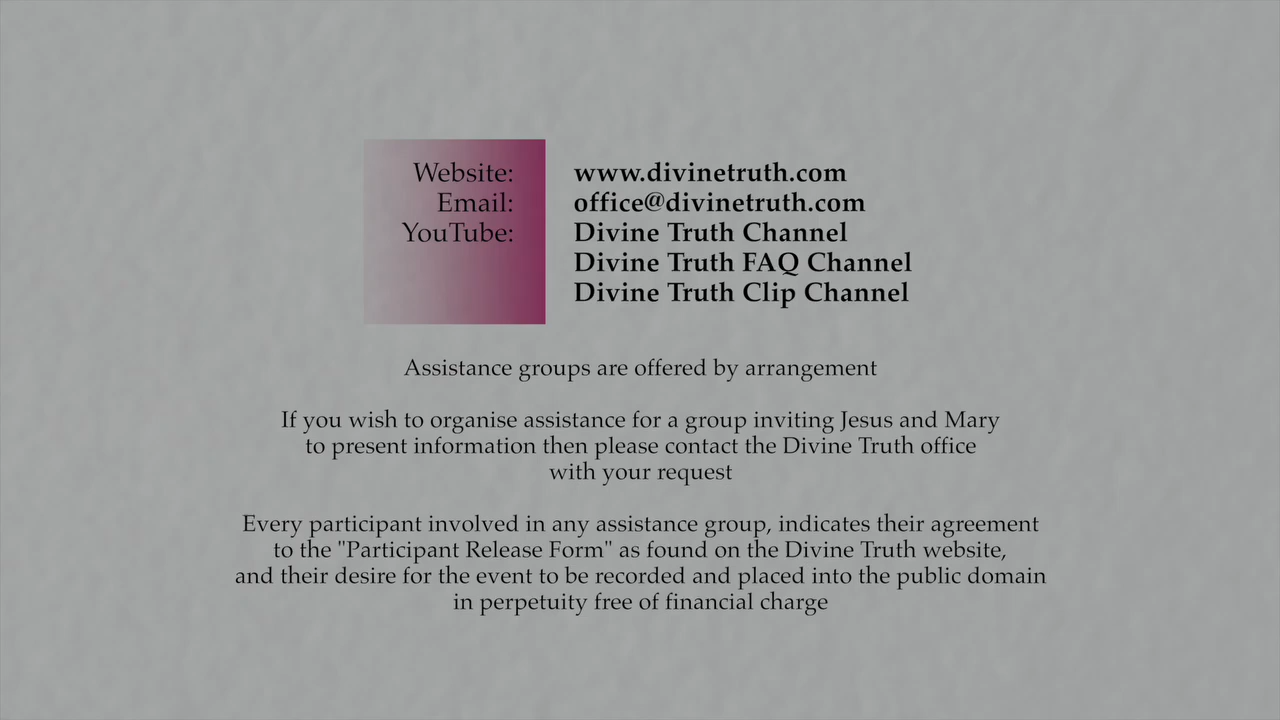 Website: www.divinetruth.com
Email: office@divinetruth.com
YouTube: Divine Truth Channel
Divine Truth FAQ Channel
Divine Truth Clip Channel
Assistance groups are offered by arrangement
If you wish to organise assistance for a group inviting Jesus and Mary
to present information then please contact the Divine Truth office
with your request
Every participant involved in any assistance group, indicates their agreement
to the "Participant Release Form" as found on the Divine Truth website,
and their desire for the event to be recorded and placed into the public domain
in perpetuity free of financial charge